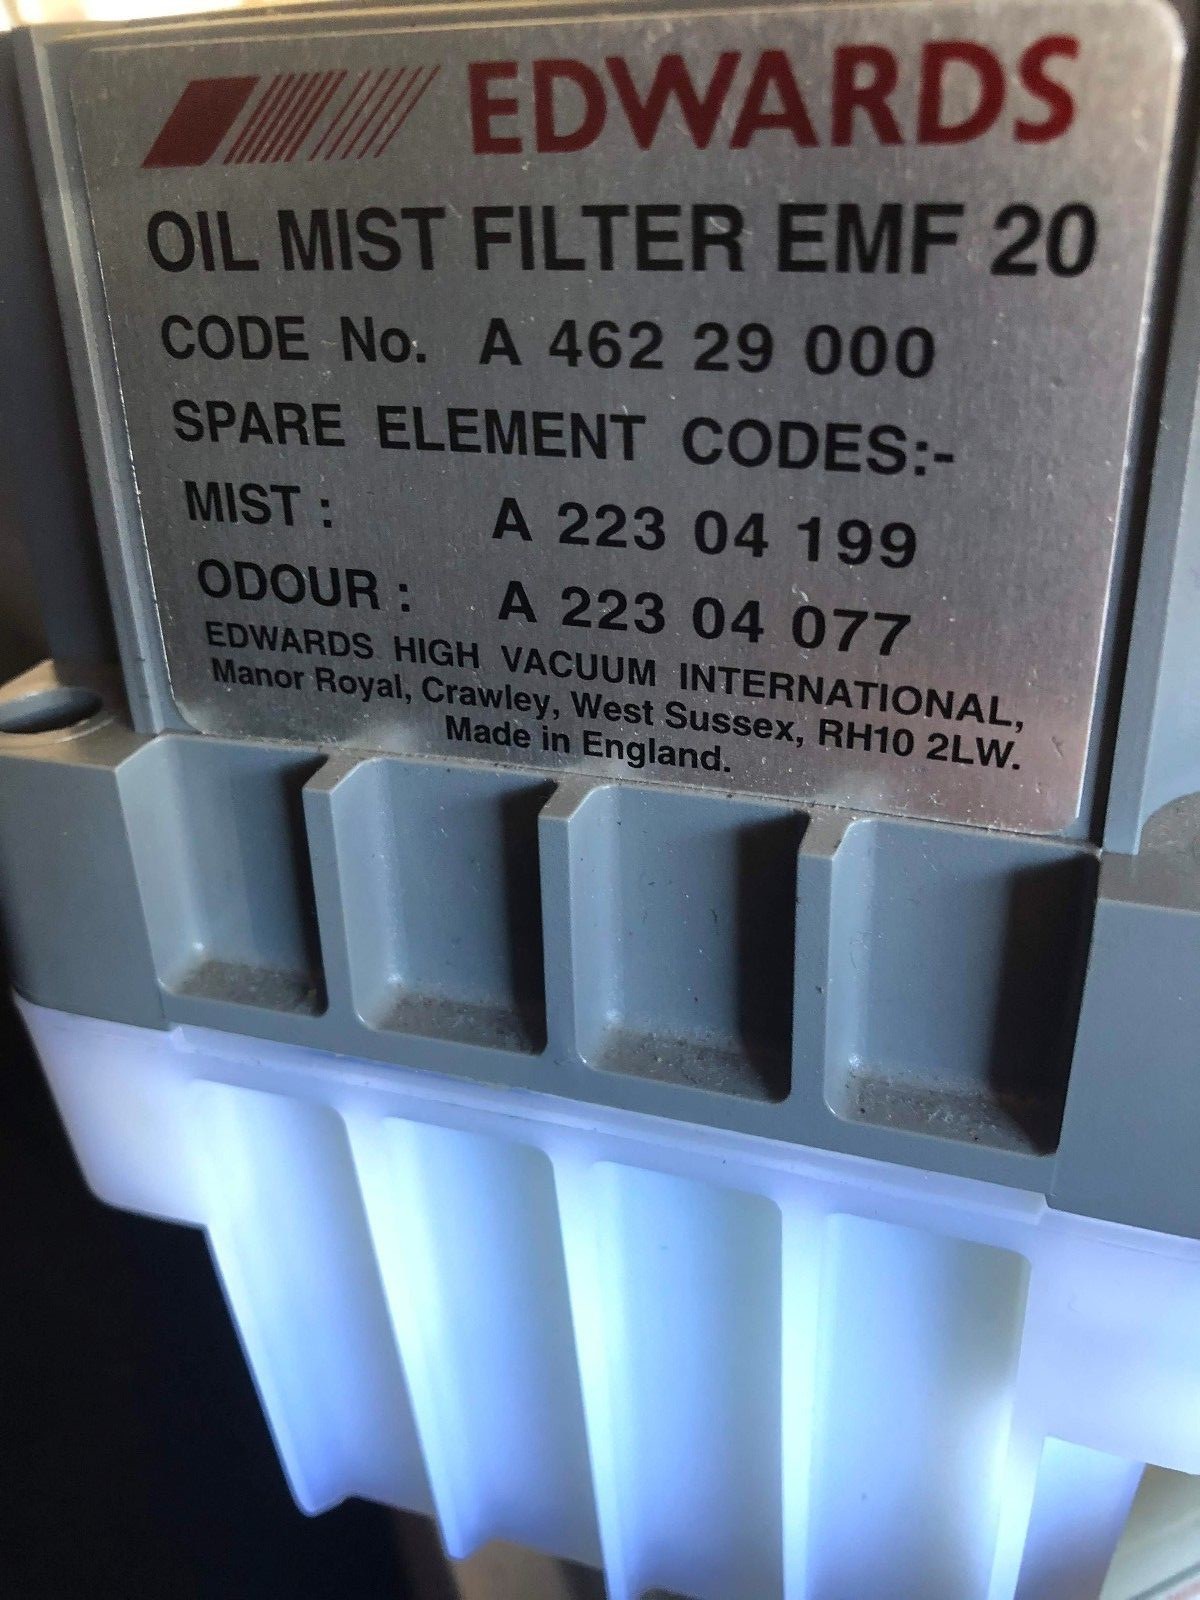 EDWARDS
OIL MIST FILTER EMF 20
CODE No. A 462 29 000
SPARE ELEMENT CODES:-
MIST : A 223 04 199
ODOUR : A 223 04 077
EDWARDS HIGH VACUUM INTERNATIONAL,
Manor Royal, Crawley, West Sussex, RH10 2LW.
Made in England.